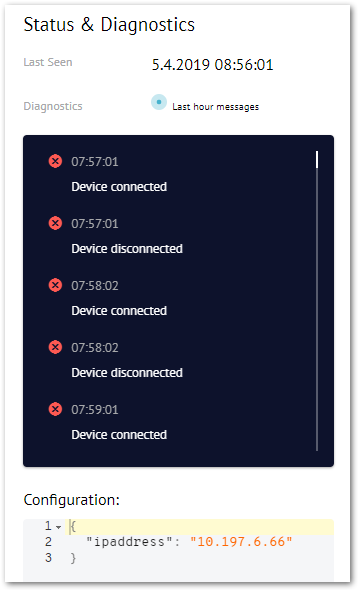 Status & Diagnostics
Last Seen 5.4.2019 08:56:01
Diagnostics Last hour messages
07:57:01
Device connected
07:57:01
Device disconnected
07:58:02
Device connected
07:58:02
Device disconnected
07:59:01
Device connected
Configuration:
1 {
2 "ipaddress": "10.197.6.66"
3 }